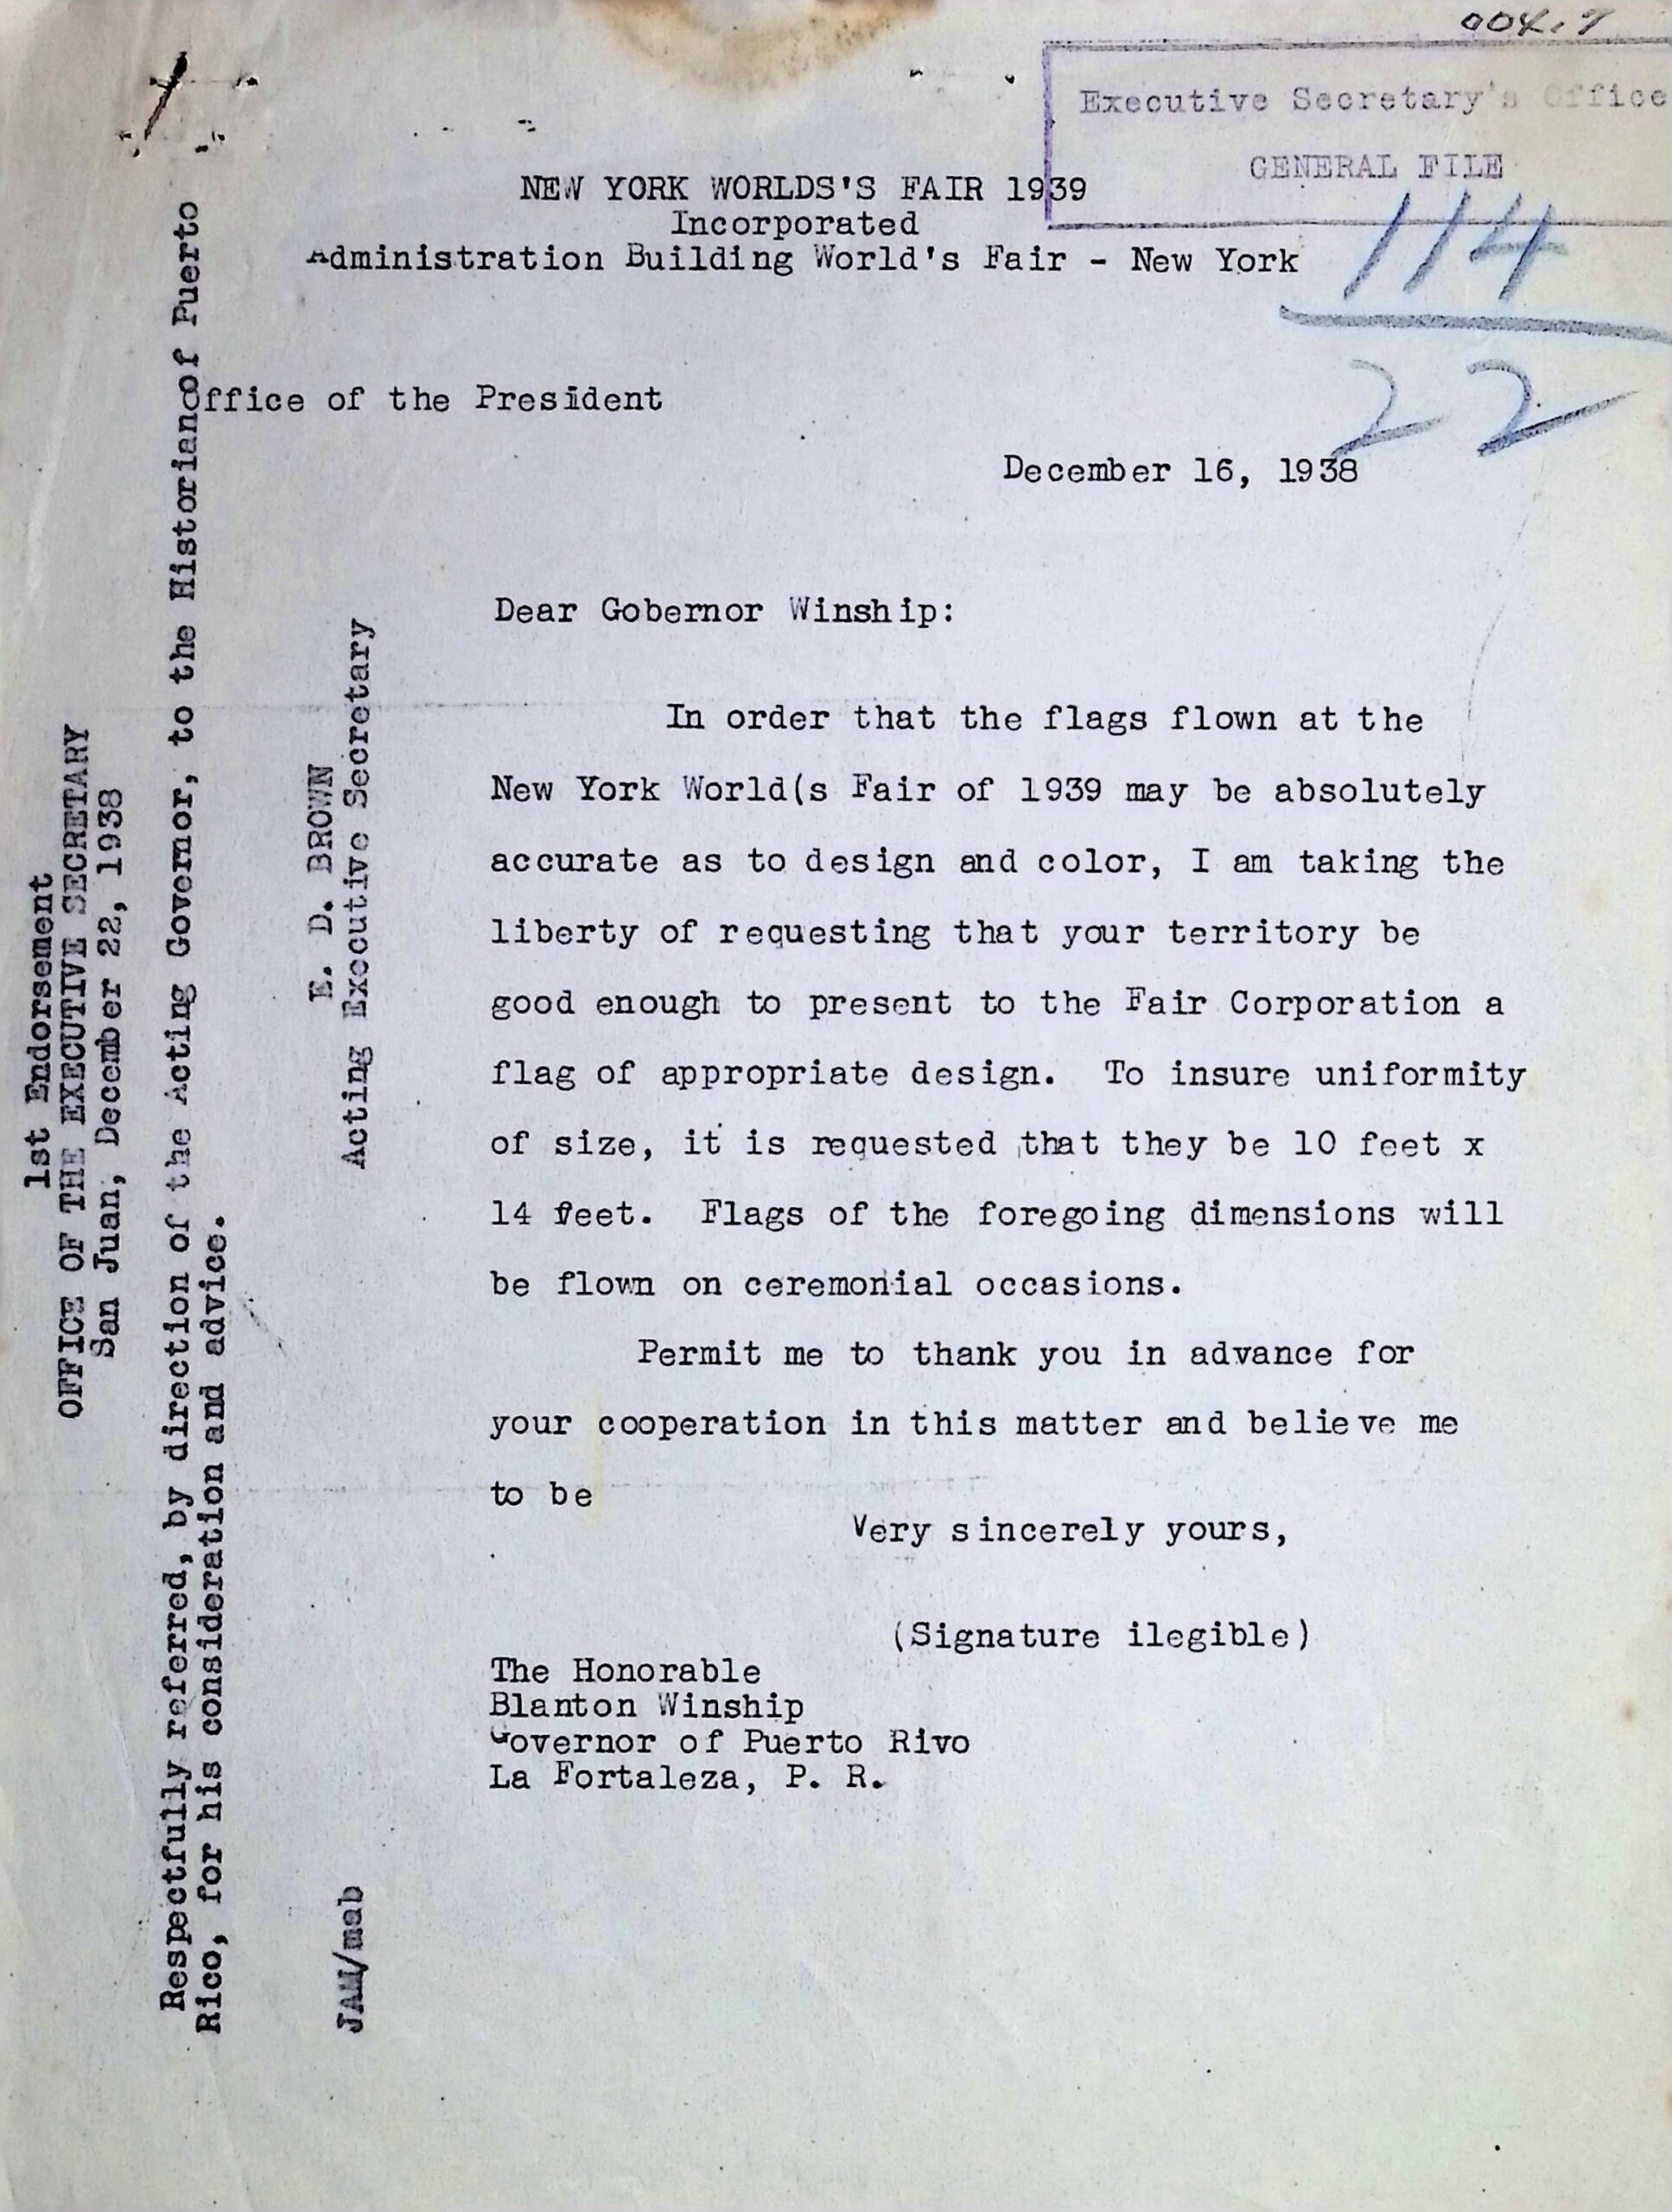 Executive Secretary's Office
GENERAL FILE
114
22
NEW YORK WORLDS'S FAIR 1939
Incorporated
Administration Building World's Fair - New York
Office of the President
December 16, 1938
Dear Gobernor Winship:
In order that the flags flown at the
New York World(s Fair of 1939 may be absolutely
accurate as to design and color, I am taking the
liberty of requesting that your territory be
good enough to present to the Fair Corporation a
flag of appropriate design. To insure uniformity
of size, it is requested that they be 10 feet x
14 feet. Flags of the foregoing dimensions will
be flown on ceremonial occasions.
Permit me to thank you in advance for
your cooperation in this matter and believe me
to be
Very sincerely yours,
(Signature ilegible)
The Honorable
Blanton Winship
Governor of Puerto Rivo
La Fortaleza, P. R.
1st Endorsement
OFFICE OF THE EXECUTIVE SECRETARY
San Juan, December 22, 1938
Respectfully referred, by direction of the Acting Governor, to the Historian of Puerto
Rico, for his consideration and advice.
E. D. BROWN
Acting Executive Secretary
JAM/mab